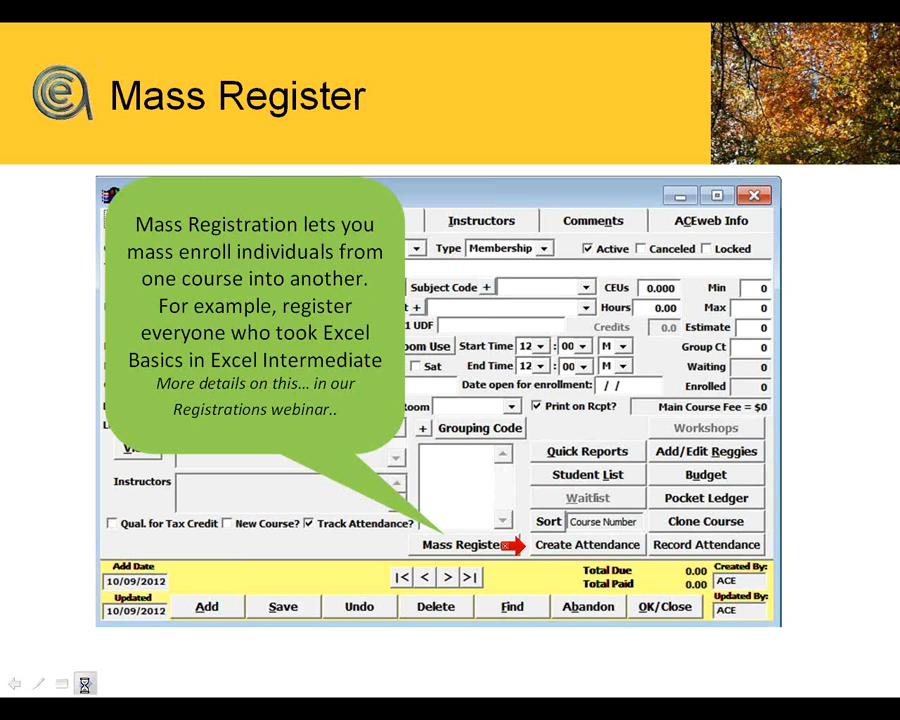 Mass Register
Mass Registration lets you
mass enroll individuals from
one course into another.
For example, register
everyone who took Excel
Basics in Excel Intermediate
More details on this... in our
Registrations webinar..
Instructors Comments ACEweb Info
Type Membership Active Canceled Locked
Subject Code + CEUs 0.000 Min 0
+ Hours 0.00 Max 0
1 UDF Credits 0.0 Estimate 0
oom Use Start Time 12 : 00 M Group Ct 0
Sat End Time 12 : 00 M Waiting 0
Date open for enrollment: / / Enrolled 0
oom Print on Rcpt? Main Course Fee = $0
+ Grouping Code Workshops
Quick Reports Add/Edit Reggies
Student List Budget
Instructors Waitlist Pocket Ledger
Sort Course Number Clone Course
Qual. for Tax Credit New Course? Track Attendance?
Mass Registe Create Attendance Record Attendance
Add Date Total Due 0.00 Created By:
10/09/2012 |< < > >| Total Paid 0.00 ACE
Updated Updated By:
10/09/2012 Add Save Undo Delete Find Abandon OK/Close ACE